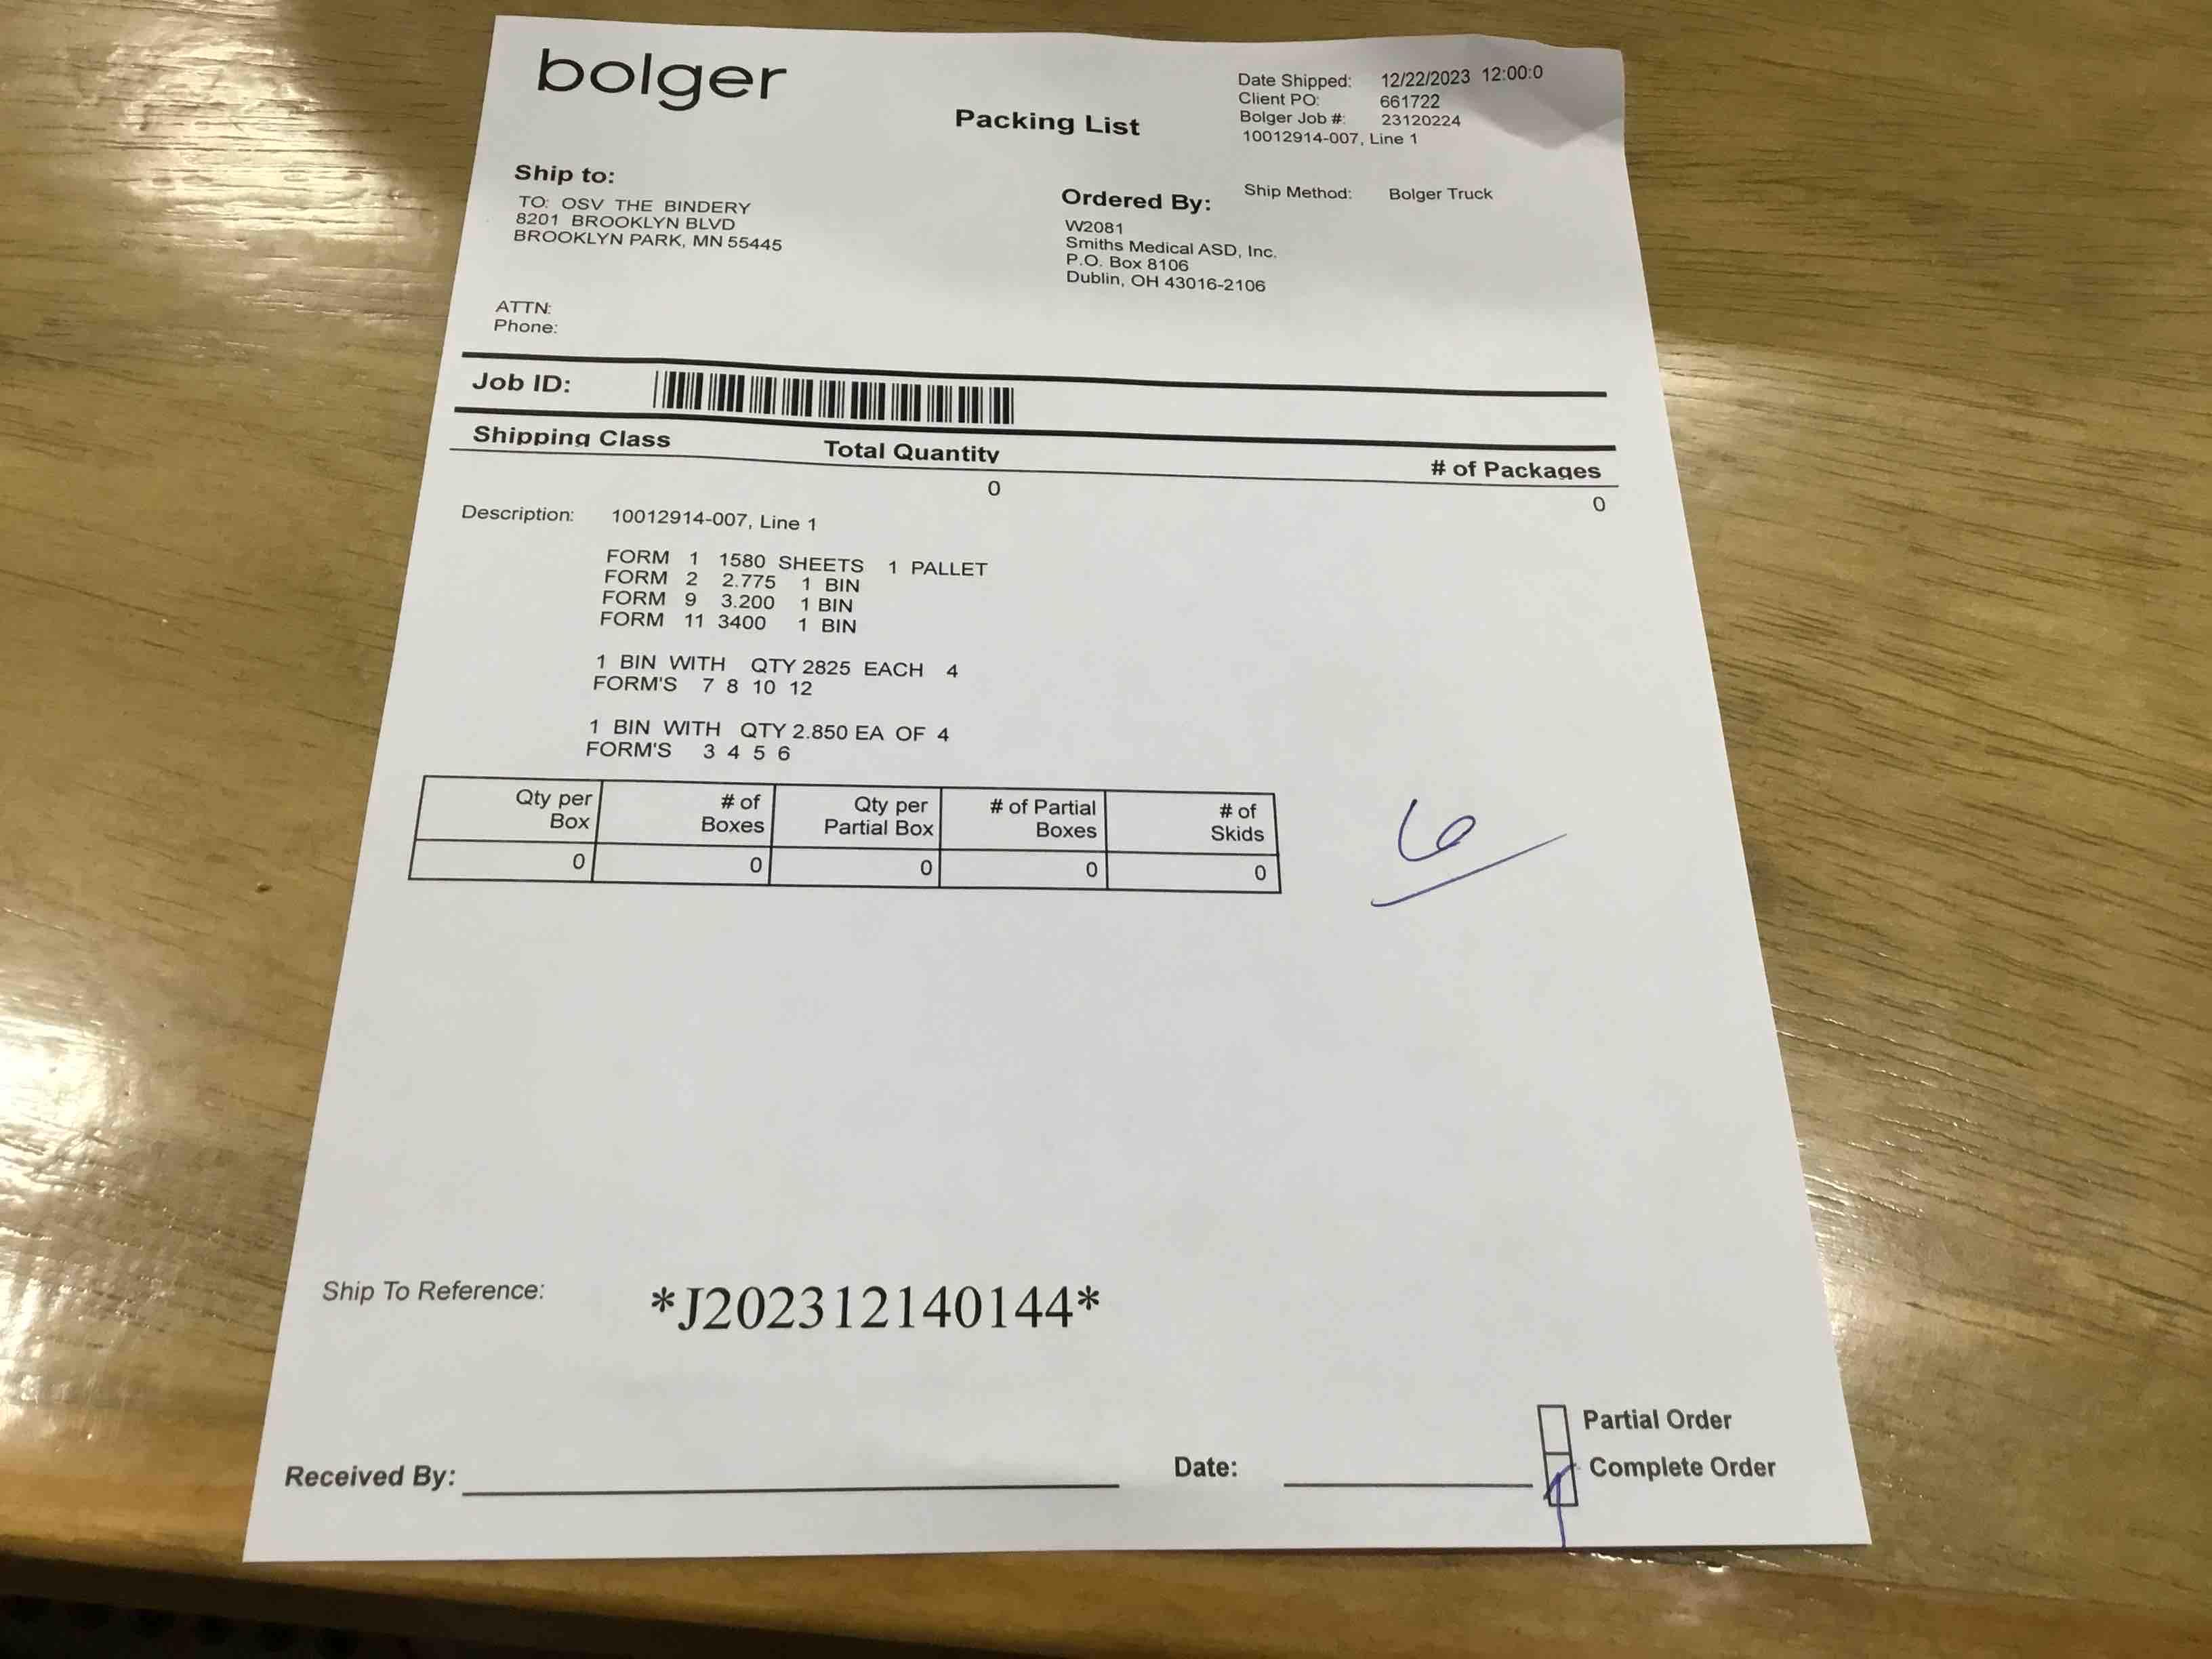 bolger
Packing List
Date Shipped: 12/22/2023 12:00:0
Client PO: 661722
Bolger Job #: 23120224
10012914-007, Line 1
Ship to:
TO: OSV THE BINDERY
8201 BROOKLYN BLVD
BROOKLYN PARK, MN 55445
Ordered By:
W2081
Smiths Medical ASD, Inc.
P.O. Box 8106
Dublin, OH 43016-2106
Ship Method: Bolger Truck
ATTN:
Phone:
Job ID:
Shipping Class Total Quantity # of Packages
0 0
Description: 10012914-007, Line 1
FORM 1 1580 SHEETS 1 PALLET
FORM 2 2.775 1 BIN
FORM 9 3.200 1 BIN
FORM 11 3400 1 BIN
1 BIN WITH QTY 2825 EACH 4
FORM'S 7 8 10 12
1 BIN WITH QTY 2.850 EA OF 4
FORM'S 3 4 5 6
Qty per Box # of Boxes Qty per Partial Box # of Partial Boxes # of Skids
0 0 0 0 0
6
Ship To Reference: *J202312140144*
Partial Order
Complete Order
Received By: Date: